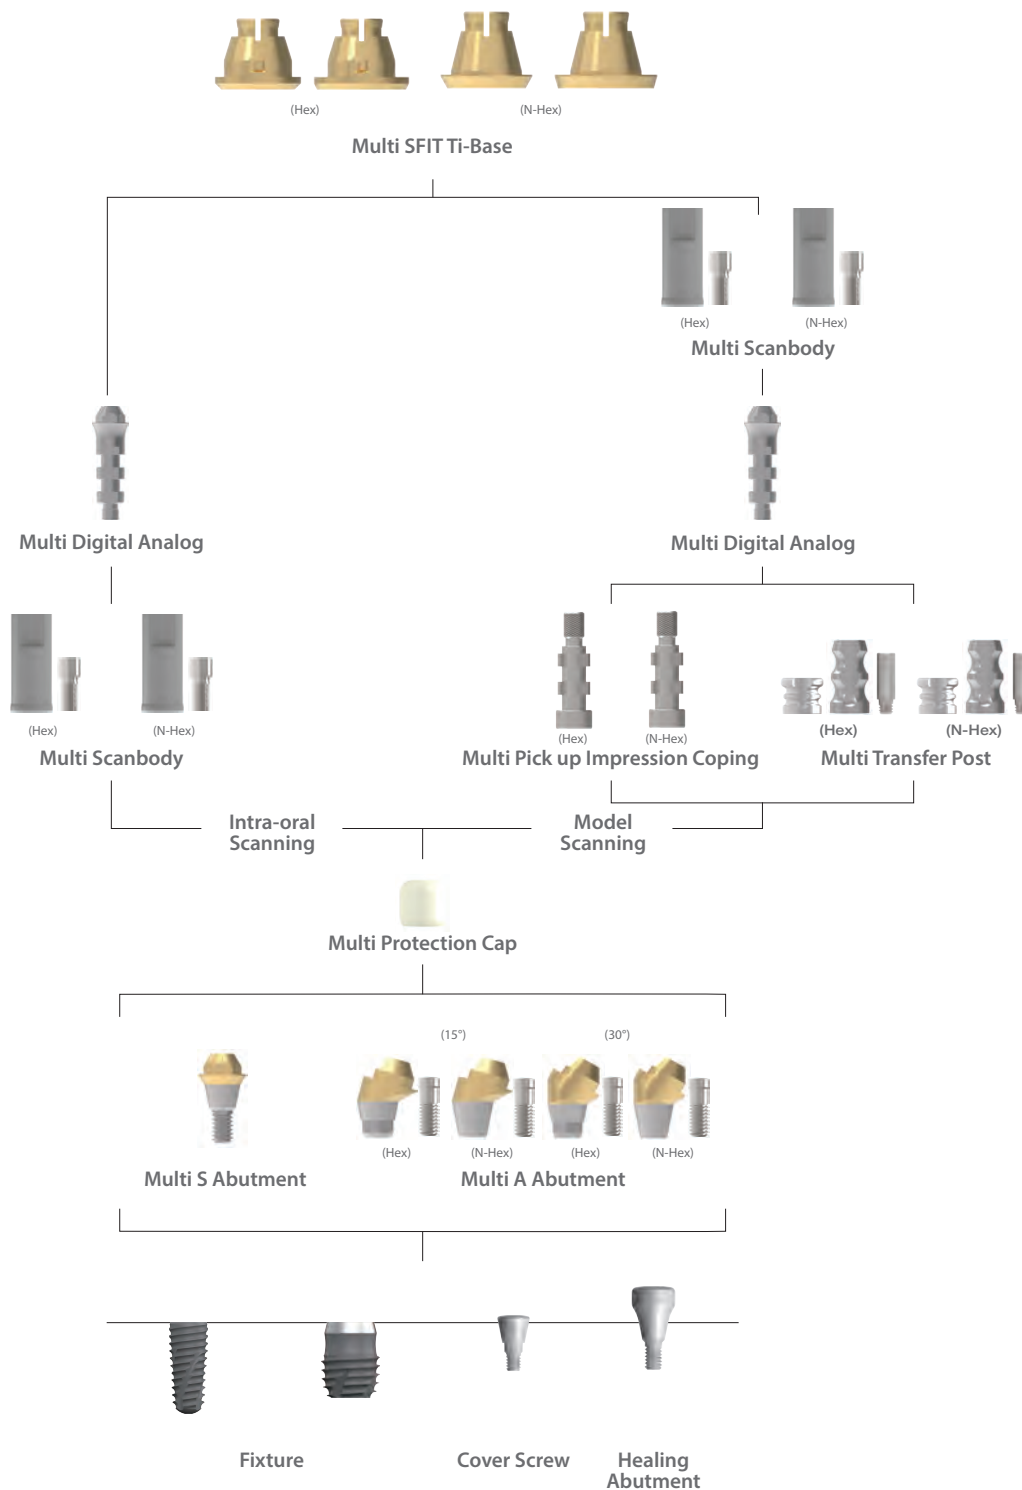 (Hex)
(N-Hex)
Multi SFIT Ti-Base
(Hex)
(N-Hex)
Multi Scanbody
Multi Digital Analog
Multi Digital Analog
(Hex)
(N-Hex)
Multi Scanbody
(Hex)
(N-Hex)
Multi Pick up Impression Coping
(Hex)
(N-Hex)
Multi Transfer Post
Intra-oral
Scanning
Model
Scanning
Multi Protection Cap
(15°)
(30°)
(Hex)
(N-Hex)
(Hex)
(N-Hex)
Multi S Abutment
Multi A Abutment
Fixture
Cover Screw
Healing
Abutment